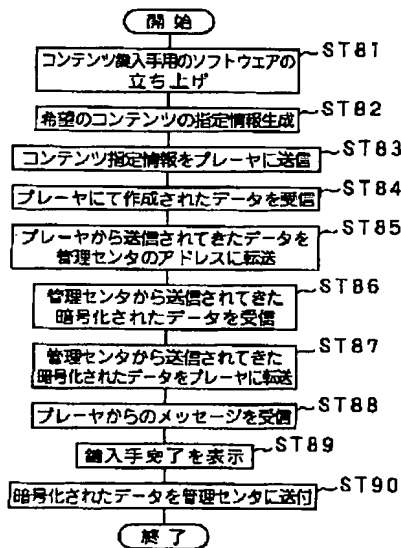 開始
コンテンツ鍵入手用のソフトウェアの
立ち上げ
ST81
希望のコンテンツの指定情報生成
ST82
コンテンツ指定情報をプレーヤに送信
ST83
プレーヤにて作成されたデータを受信
ST84
プレーヤから送信されてきたデータを
管理センタのアドレスに転送
ST85
管理センタから送信されてきた
暗号化されたデータを受信
ST86
管理センタから送信されてきた
暗号化されたデータをプレーヤに転送
ST87
プレーヤからのメッセージを受信
ST88
鍵入手完了を表示
ST89
暗号化されたデータを管理センタに送付
ST90
終了